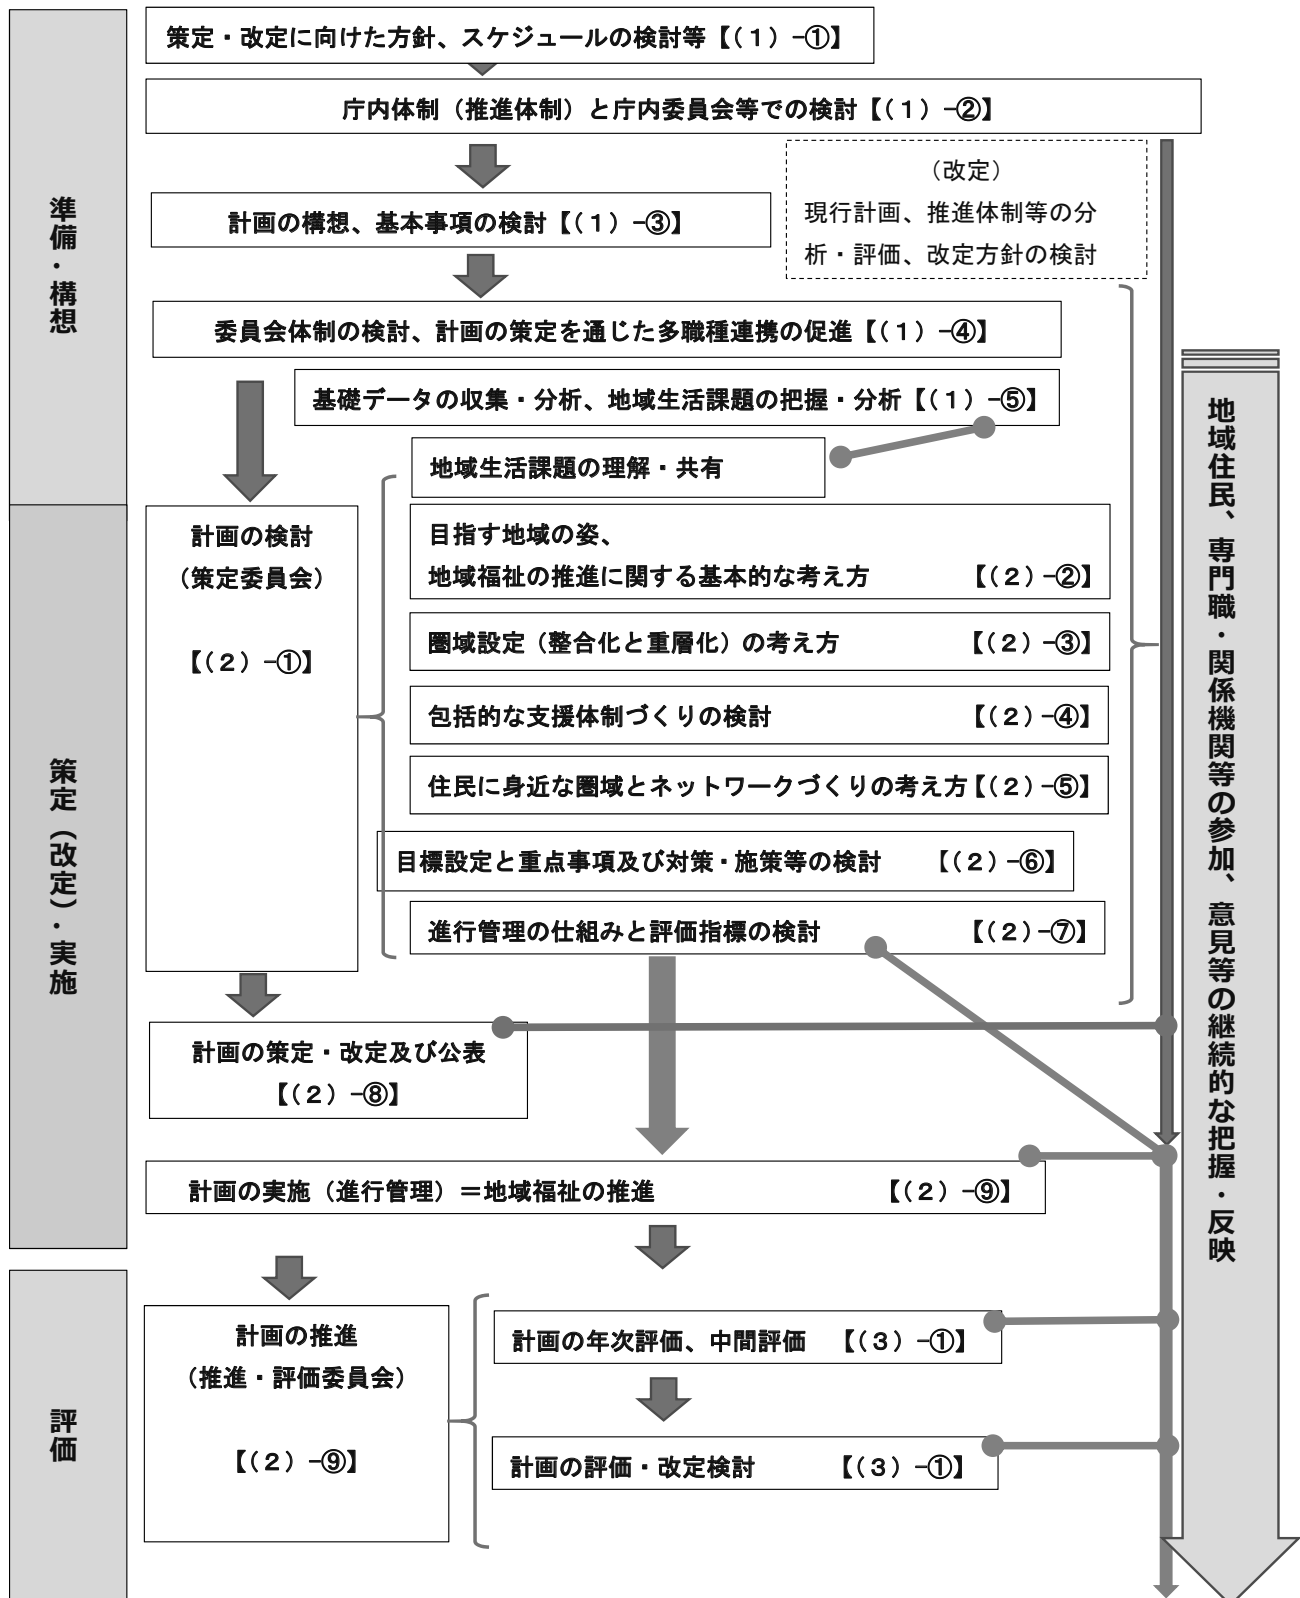 準備・構想
策定・改定に向けた方針、スケジュールの検討等【(1)-①】
庁内体制（推進体制）と庁内委員会等での検討【(1)-②】
（改定）
現行計画、推進体制等の分
析・評価、改定方針の検討
計画の構想、基本事項の検討【(1)-③】
委員会体制の検討、計画の策定を通じた多職種連携の促進【(1)-④】
基礎データの収集・分析、地域生活課題の把握・分析【(1)-⑤】
策定（改定）・実施
計画の検討
（策定委員会）
【(2)-①】
地域生活課題の理解・共有
目指す地域の姿、
地域福祉の推進に関する基本的な考え方 【(2)-②】
圏域設定（整合化と重層化）の考え方 【(2)-③】
包括的な支援体制づくりの検討 【(2)-④】
住民に身近な圏域とネットワークづくりの考え方【(2)-⑤】
目標設定と重点事項及び対策・施策等の検討 【(2)-⑥】
進行管理の仕組みと評価指標の検討 【(2)-⑦】
計画の策定・改定及び公表
【(2)-⑧】
計画の実施（進行管理）＝地域福祉の推進 【(2)-⑨】
評価
計画の推進
（推進・評価委員会）
【(2)-⑨】
計画の年次評価、中間評価 【(3)-①】
計画の評価・改定検討 【(3)-①】
地域住民、専門職・関係機関等の参加、意見等の継続的な把握・反映